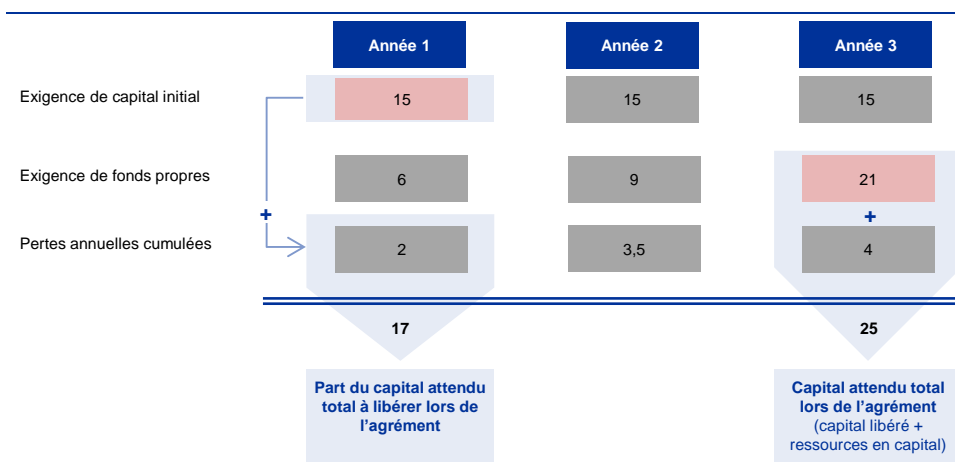 Année 1 Année 2 Année 3
Exigence de capital initial 15 15 15
Exigence de fonds propres 6 9 21
+ +
Pertes annuelles cumulées 2 3,5 4
17 25
Part du capital attendu
total à libérer lors de
l’agrément
Capital attendu total
lors de l’agrément
(capital libéré +
ressources en capital)